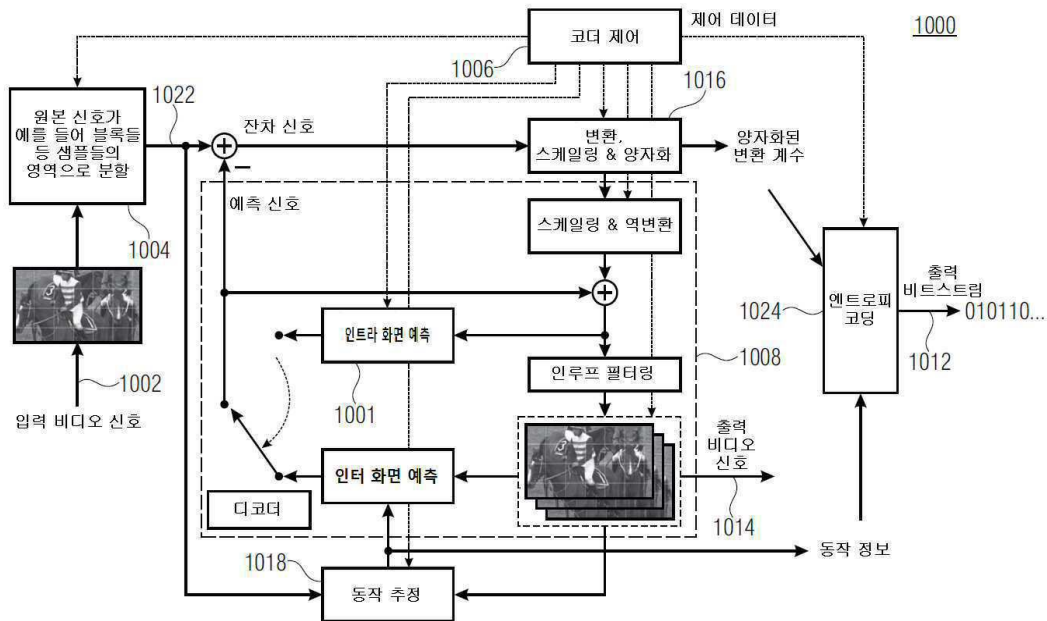 코더 제어
제어 데이터
1000
1006
1022
1016
원본 신호가
예를 들어 블록들
등 샘플들의
영역으로 분할
잔차 신호
변환,
스케일링 & 양자화
양자화된
변환 계수
예측 신호
스케일링 & 역변환
1004
엔트로피
코딩
1024
출력
비트스트림
010110...
1012
인트라 화면 예측
1008
1001
인루프 필터링
1002
입력 비디오 신호
출력
비디오
신호
인터 화면 예측
1014
디코더
1018
동작 추정
동작 정보